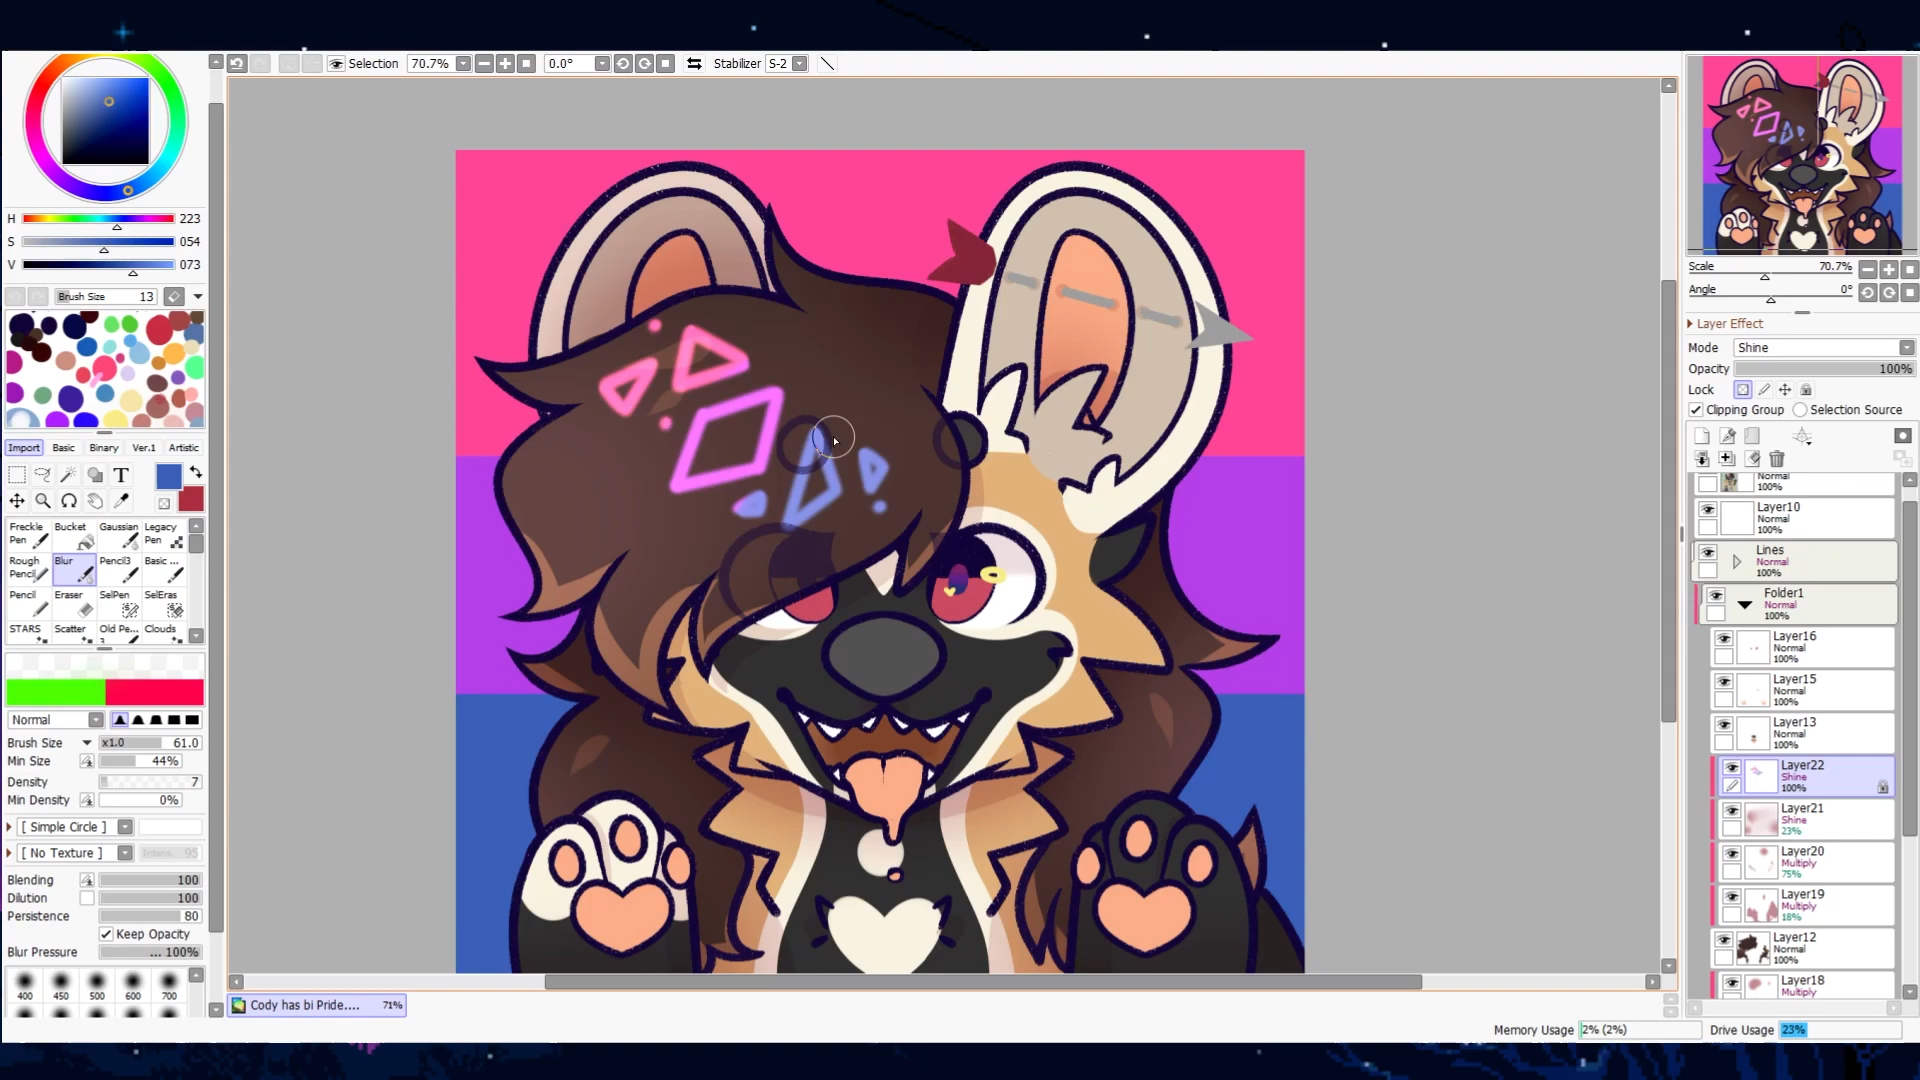 Selection 70.7% 0.0° Stabilizer S-2
H 223
S 054
V 073
Brush Size 13
Import Basic Binary Ver.1 Artistic
T
Freckle Pen Bucket Gaussian Legacy Pen
Rough Pencil Blur Pencil3 Basic ...
Pencil Eraser SelPen SelEras
STARS Scatter Old Pe... 3 Clouds
Normal
Brush Size x1.0 61.0
Min Size 44%
Density 7
Min Density 0%
[ Simple Circle ]
[ No Texture ] 95
Blending 100
Dilution 100
Persistence 80
Keep Opacity
Blur Pressure ... 100%
400 450 500 600 700
Cody has bi Pride.... 71%
Scale 70.7%
Angle 0°
Layer Effect
Mode Shine
Opacity 100%
Lock
Clipping Group Selection Source
Normal
100%
Layer10
Normal
100%
Lines
Normal
100%
Folder1
Normal
100%
Layer16
Normal
100%
Layer15
Normal
100%
Layer13
Normal
100%
Layer22
Shine
100%
Layer21
Shine
23%
Layer20
Multiply
75%
Layer19
Multiply
18%
Layer12
Normal
100%
Layer18
Multiply
Memory Usage 2% (2%) Drive Usage 23%